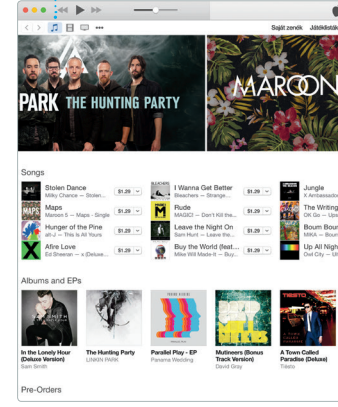 Saját zenék Játéklisták
PARK THE HUNTING PARTY
MAROON
Songs
Stolen Dance
Milky Chance — Stolen...
$1.29
I Wanna Get Better
Bleachers — Strange...
$1.29
Jungle
X Ambassador
Maps
Maroon 5 — Maps - Single
$1.29
Rude
MAGIC! — Don't Kill the...
$1.29
The Writing
OK Go — Ups
Hunger of the Pine
alt-J — This Is All Yours
$1.29
Leave the Night On
Sam Hunt — Leave the...
$1.29
Boum Boum
MIKA — Boum
Afire Love
Ed Sheeran — x (Deluxe...
$1.29
Buy the World (feat...
Mike Will Made-It — Buy...
$1.29
Up All Nigh
Owl City — Ul
Albums and EPs
In the Lonely Hour
(Deluxe Version)
Sam Smith
The Hunting Party
LINKIN PARK
Parallel Play - EP
Panama Wedding
Mutineers (Bonus
Track Version)
David Gray
A Town Called
Paradise (Deluxe)
Tiësto
Pre-Orders